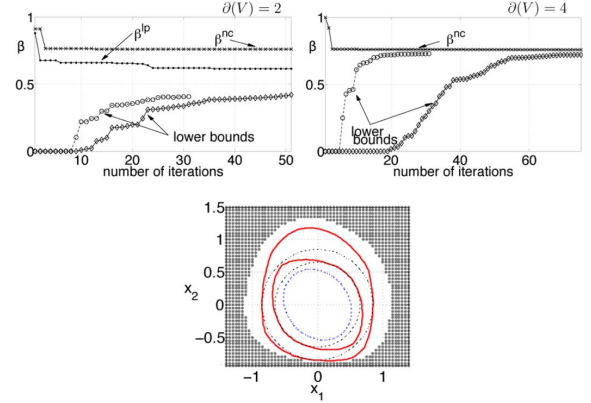 ∂(V) = 2
1
β
0.5
0
β^lp
β^nc
lower bounds
10 20 30 40 50
number of iterations
∂(V) = 4
1
0.5
0
β^nc
lower
bounds
20 40 60
number of iterations
1.5
1
0.5
0
−0.5
x_2
−1 0 1
x_1